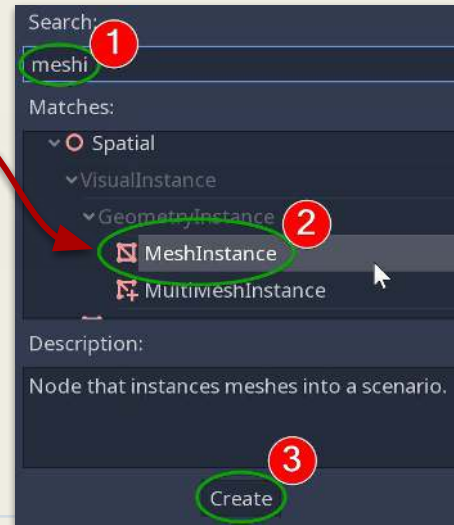 Search:
1
meshi
Matches:
Spatial
VisualInstance
GeometryInstance
2
MeshInstance
MultiMeshInstance
Description:
Node that instances meshes into a scenario.
3
Create